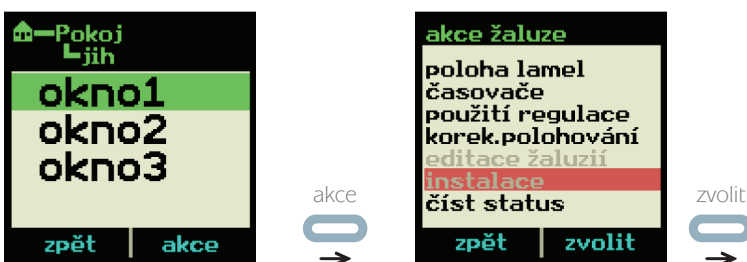 Pokoj
jih
okno1
okno2
okno3
zpět akce
akce
akce žaluze
poloha lamel
časovače
použití regulace
korek.polohování
editace žaluzií
instalace
číst status
zpět zvolit
zvolit